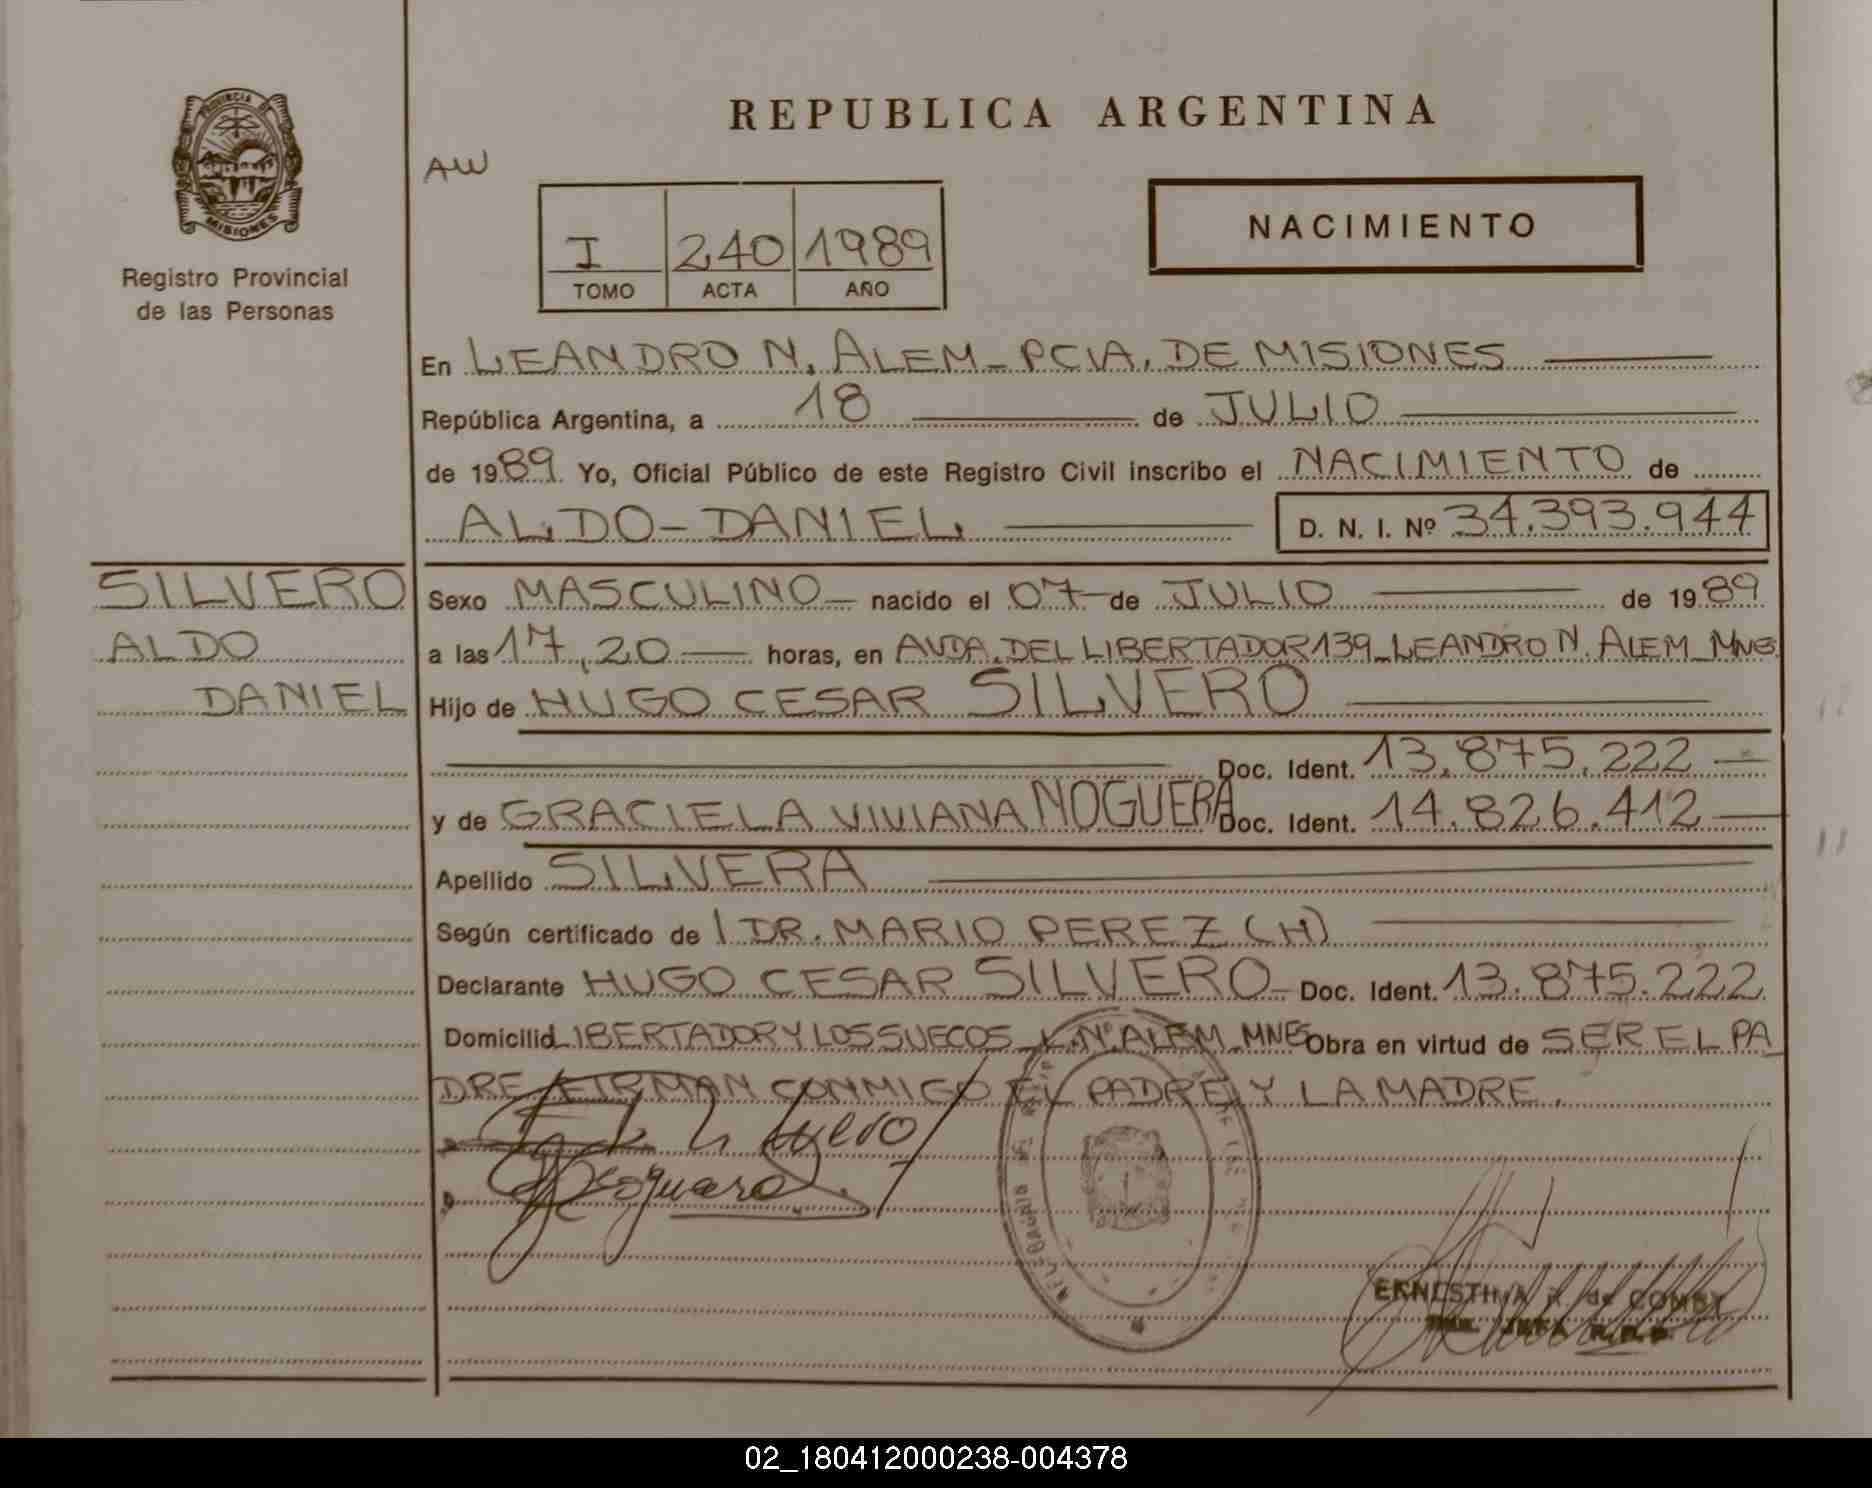 PROVINCIA DE
MISIONES
Registro Provincial
de las Personas
SILVERO
ALDO
DANIEL
REPUBLICA ARGENTINA
AW
I 240 1989
TOMO ACTA AÑO
NACIMIENTO
En LEANDRO N. ALEM - PCIA. DE MISIONES
República Argentina, a 18 de JULIO
de 1989. Yo, Oficial Público de este Registro Civil inscribo el NACIMIENTO de
ALDO-DANIEL D. N. I. Nº 34.393.944
Sexo MASCULINO nacido el 07 de JULIO de 1989
a las 17,20 horas, en AVDA. DEL LIBERTADOR 139 - LEANDRO N. ALEM - MNES.
Hijo de HUGO CESAR SILVERO
Doc. Ident. 13.875.222
y de GRACIELA VIVIANA NOGUERA Doc. Ident. 14.826.412
Apellido SILVERA
Según certificado de DR. MARIO PEREZ (H)
Declarante HUGO CESAR SILVERO - Doc. Ident. 13.875.222
Domicilio LIBERTADOR Y LOS SUECOS - L. Nº ALEM - MNES Obra en virtud de SER EL PA
DRE. FIRMAN CONMIGO EL PADRE Y LA MADRE.
ERNESTINA de
02_180412000238-004378